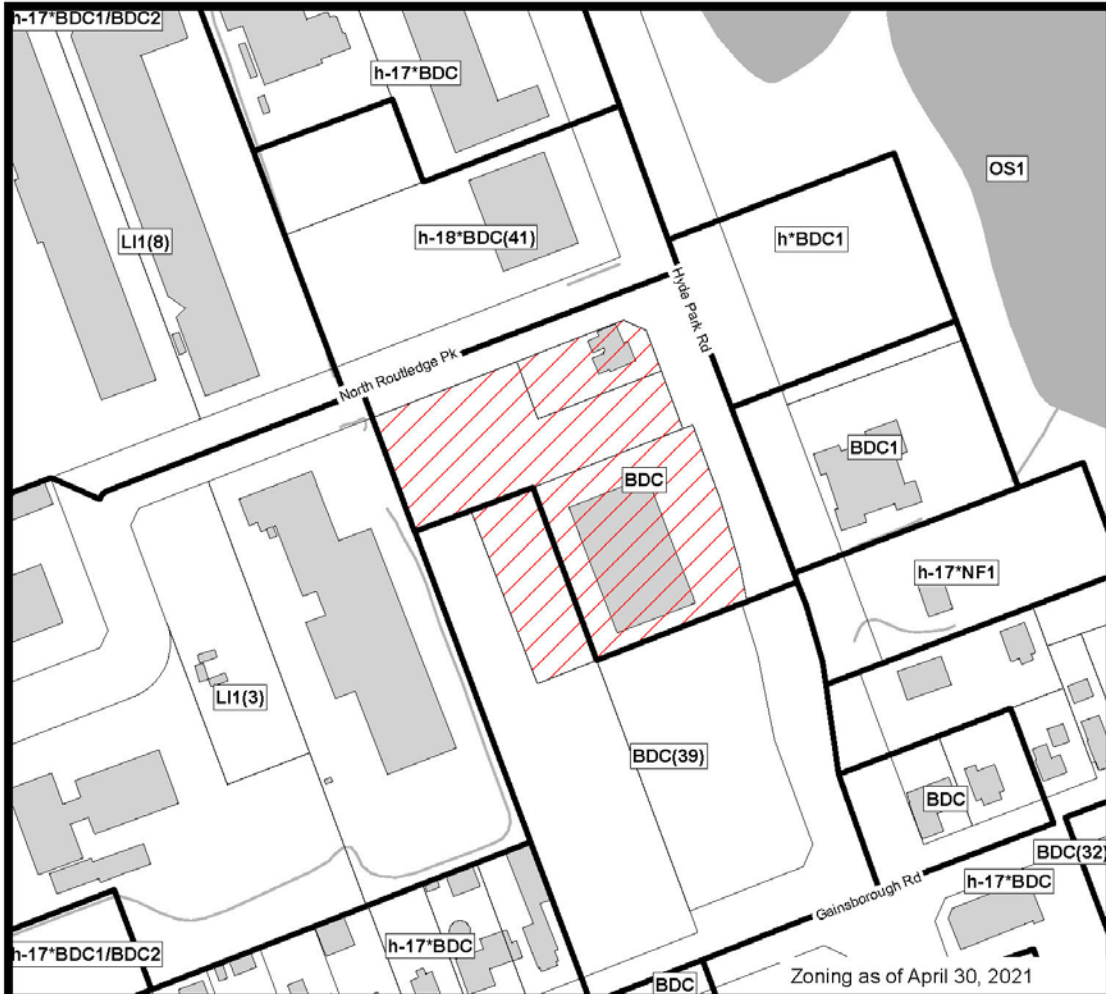 h-17*BDC1/BDC2
h-17*BDC
OS1
LI1(8)
h-18*BDC(41)
h*BDC1
Hyde Park Rd
North Routledge Pk
BDC1
BDC
h-17*NF1
LI1(3)
BDC(39)
BDC
BDC(32)
h-17*BDC
Gainsborough Rd
h-17*BDC1/BDC2
h-17*BDC
BDC
Zoning as of April 30, 2021